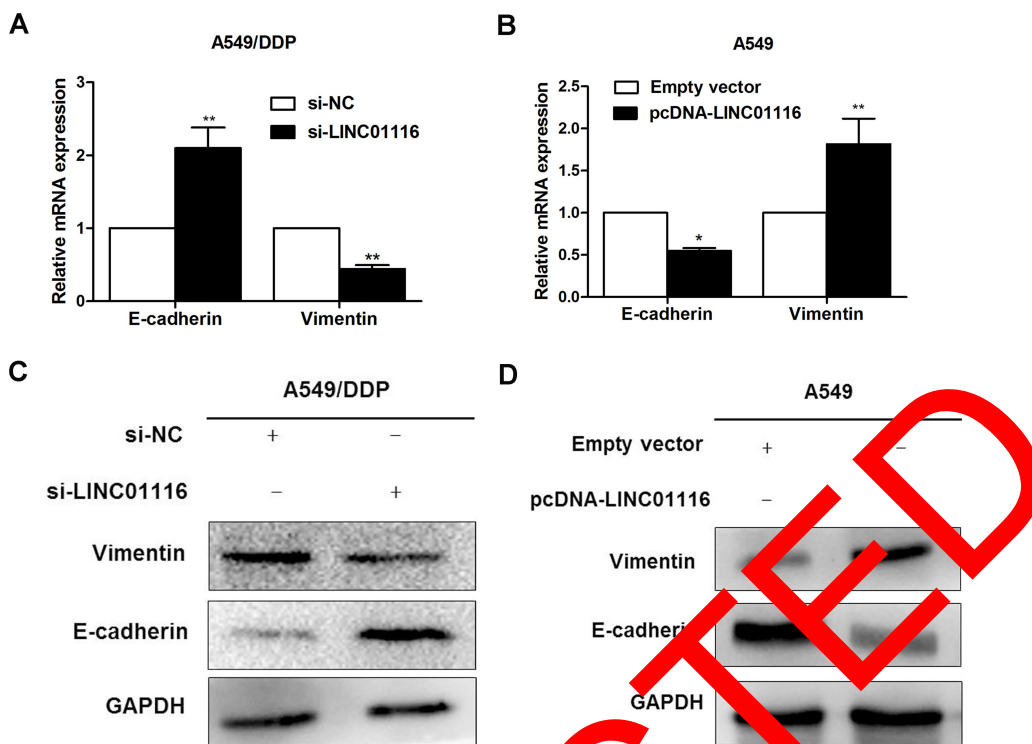 A
A549/DDP
Relative mRNA expression
3
2
1
0
si-NC
si-LINC01116
**
**
E-cadherin
Vimentin
B
A549
Relative mRNA expression
2.5
2.0
1.5
1.0
0.5
0.0
Empty vector
pcDNA-LINC01116
*
**
E-cadherin
Vimentin
C
A549/DDP
si-NC + −
si-LINC01116 − +
Vimentin
E-cadherin
GAPDH
D
A549
Empty vector + −
pcDNA-LINC01116 −
Vimentin
E-cadherin
GAPDH
TED